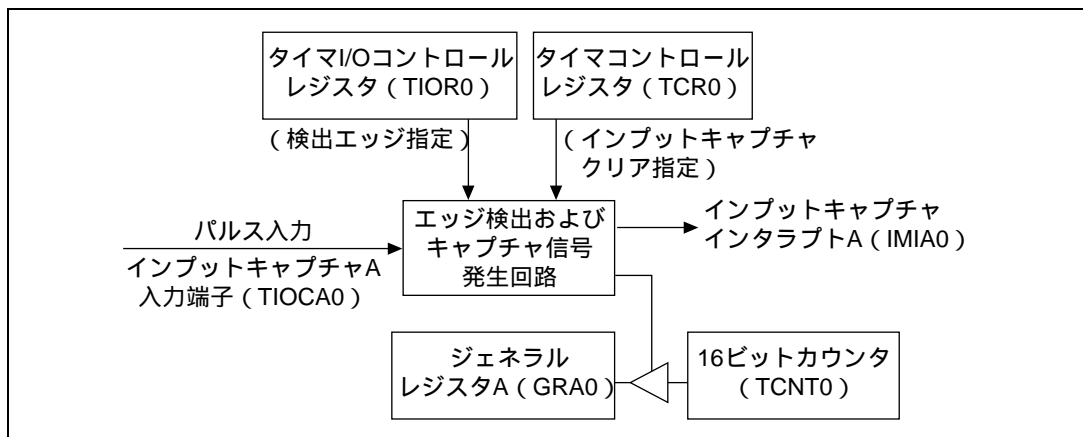 タイマI/Oコントロール
レジスタ（TIOR0）
タイマコントロール
レジスタ（TCR0）
（検出エッジ指定）
（インプットキャプチャ
クリア指定）
パルス入力
インプットキャプチャA
入力端子（TIOCA0）
エッジ検出および
キャプチャ信号
発生回路
インプットキャプチャ
インタラプトA（IMIA0）
ジェネラル
レジスタA（GRA0）
16ビットカウンタ
（TCNT0）